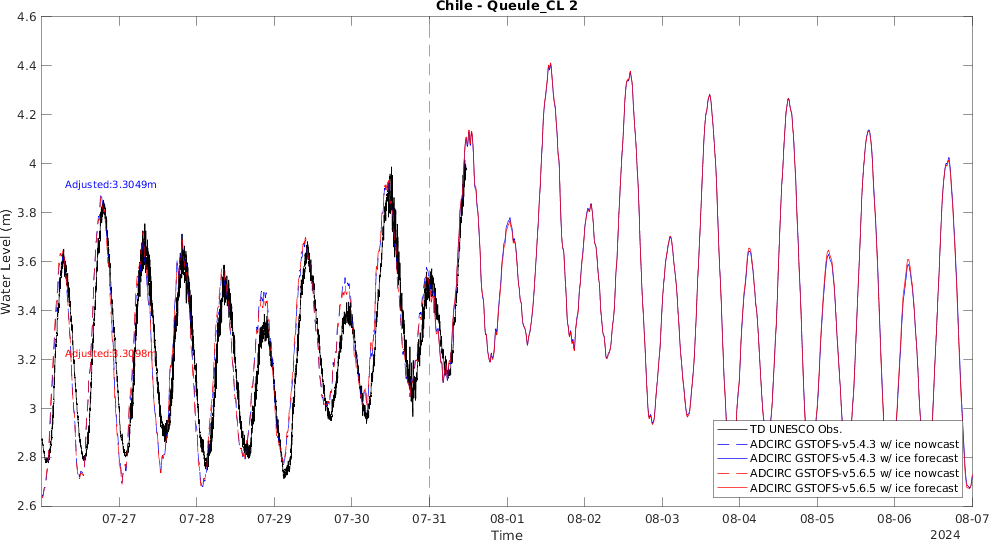 Chile - Queule_CL 2
4.6
4.4
4.2
4
3.8
3.6
3.4
3.2
3
2.8
2.6
Water Level (m)
Adjusted:3.3049m
Adjusted:3.3098m
TD UNESCO Obs.
ADCIRC GSTOFS-v5.4.3 w/ ice nowcast
ADCIRC GSTOFS-v5.4.3 w/ ice forecast
ADCIRC GSTOFS-v5.6.5 w/ ice nowcast
ADCIRC GSTOFS-v5.6.5 w/ ice forecast
07-27 07-28 07-29 07-30 07-31 08-01 08-02 08-03 08-04 08-05 08-06 08-07
2024
Time